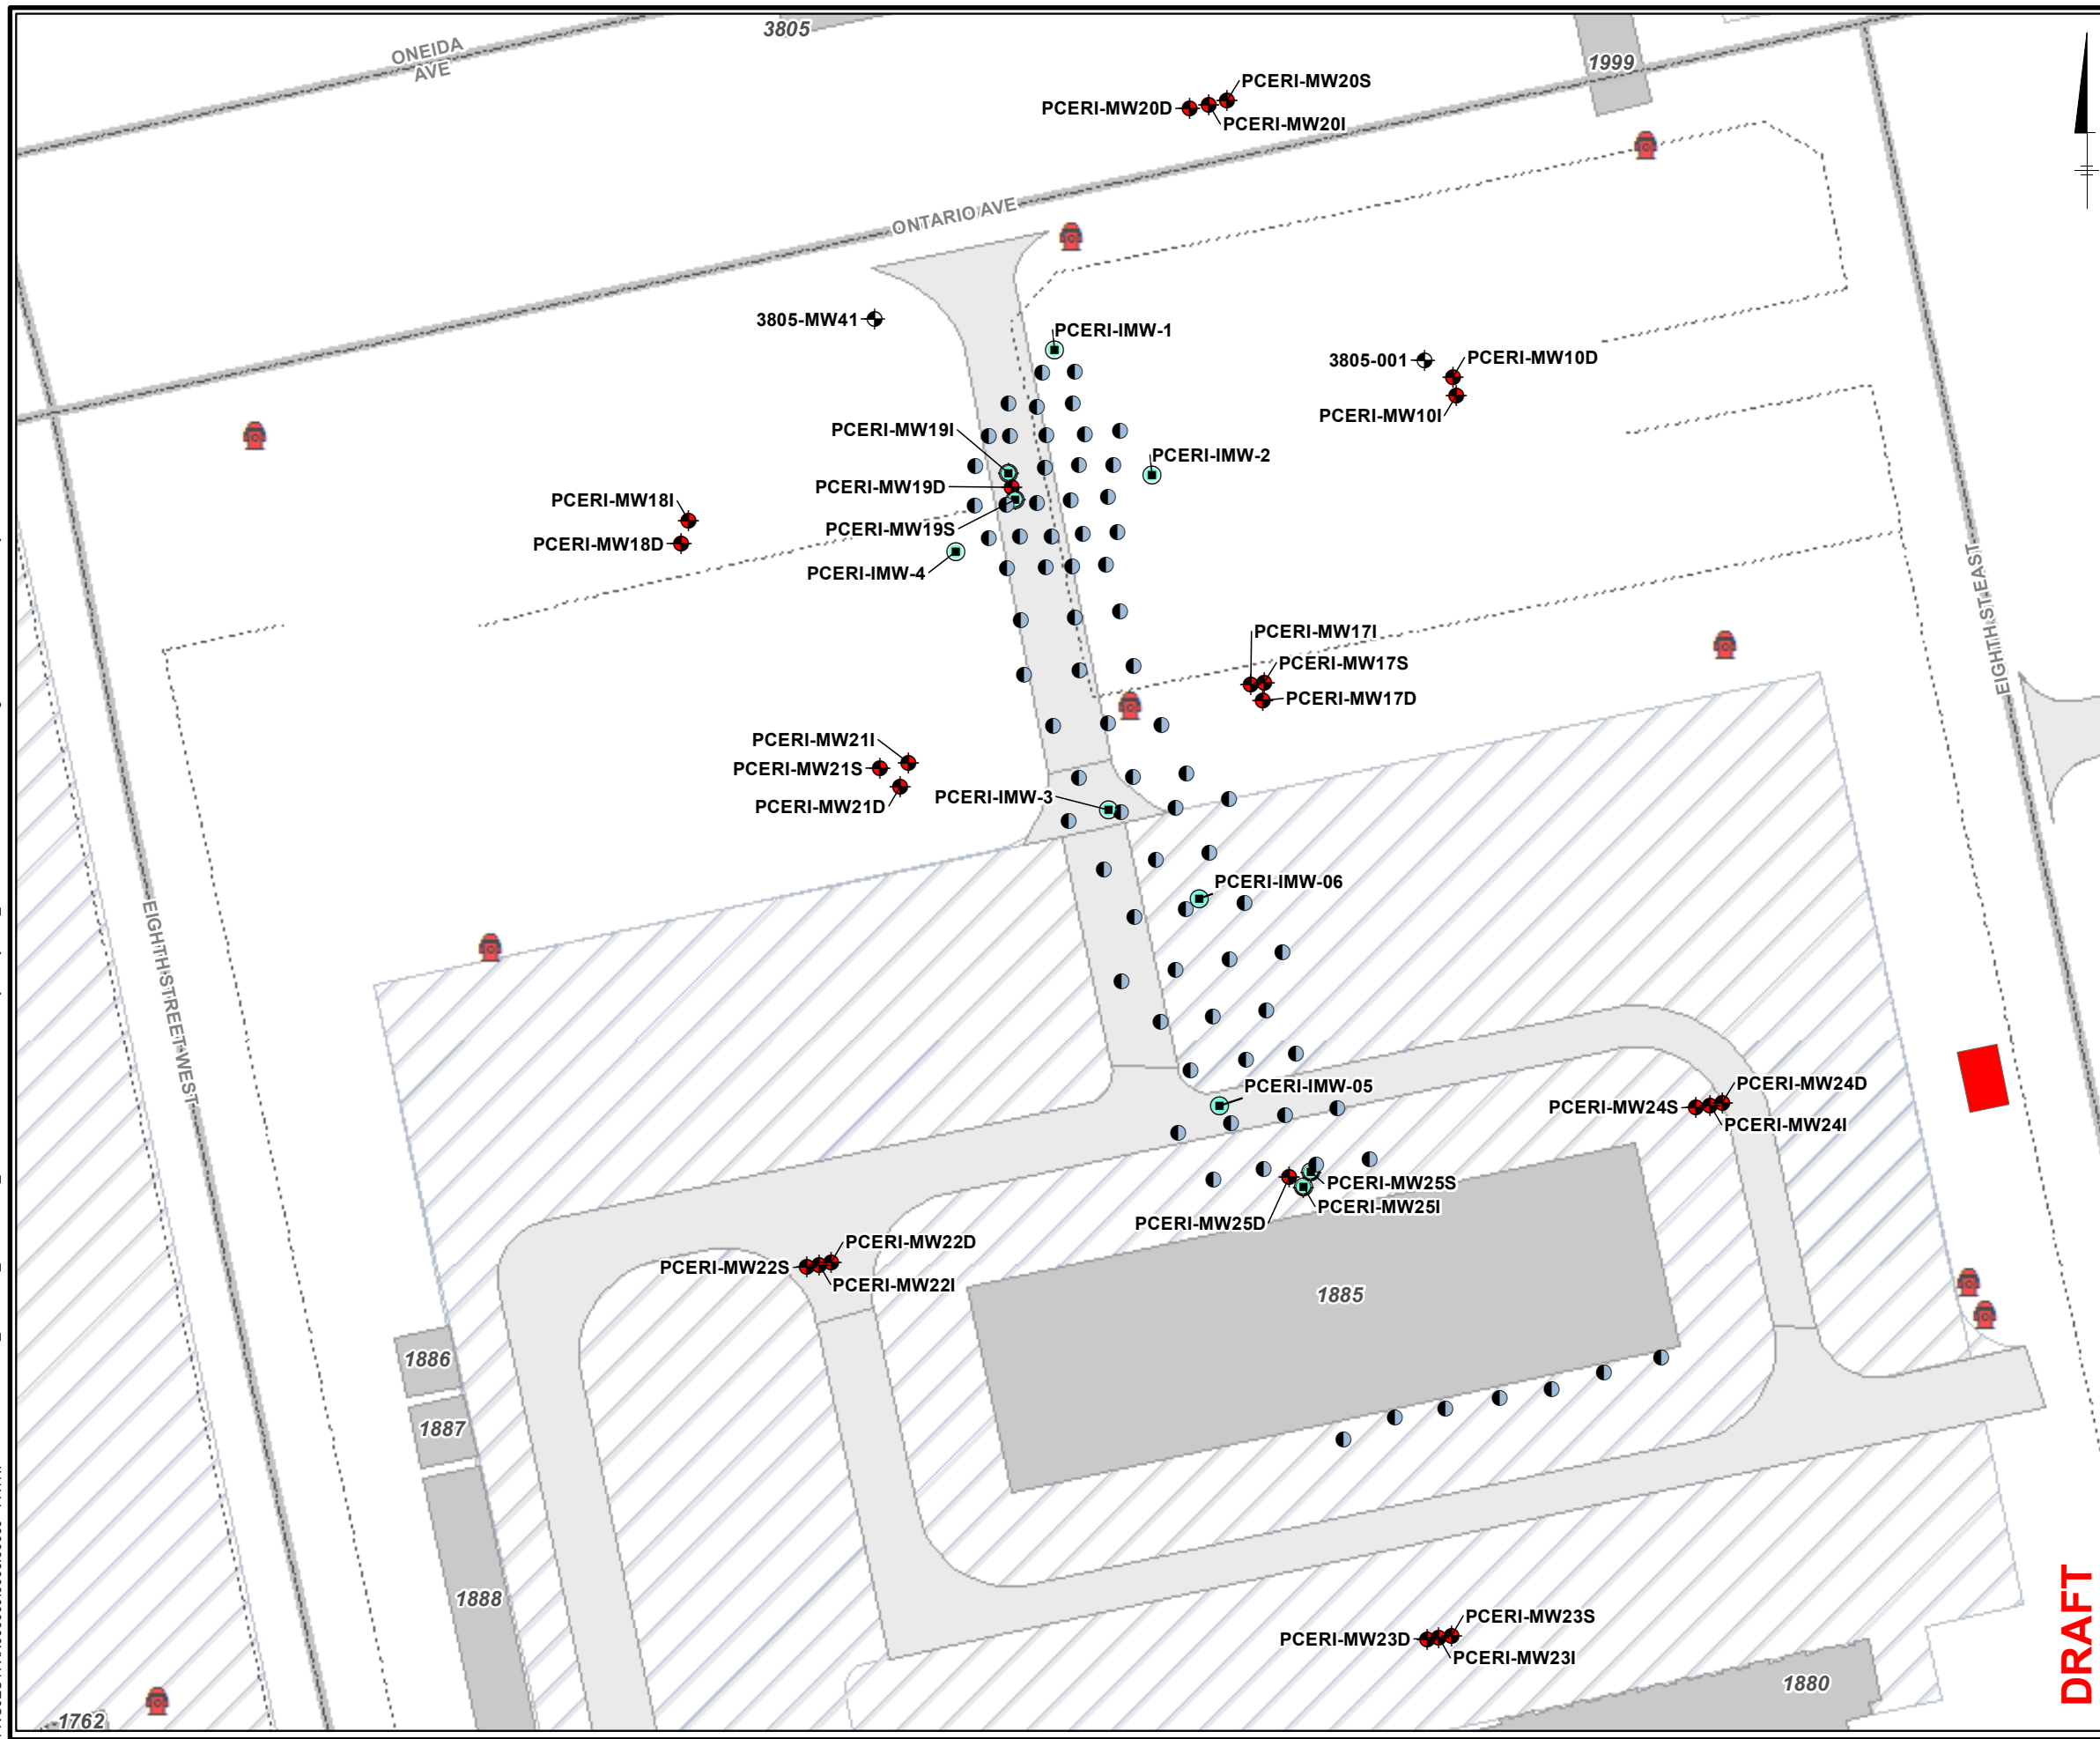 3805
ONEIDA
AVE
1999
PCERI-MW20S
PCERI-MW20D
PCERI-MW20I
ONTARIO AVE
3805-MW41
PCERI-IMW-1
3805-001
PCERI-MW10D
PCERI-MW10I
PCERI-MW19I
PCERI-IMW-2
PCERI-MW19D
PCERI-MW18I
PCERI-MW19S
PCERI-MW18D
PCERI-IMW-4
EIGHTH ST EAST
PCERI-MW17I
PCERI-MW17S
PCERI-MW17D
PCERI-MW21I
PCERI-MW21S
PCERI-IMW-3
PCERI-MW21D
PCERI-IMW-06
EIGHTH STREET WEST
PCERI-IMW-05
PCERI-MW24D
PCERI-MW24S
PCERI-MW24I
PCERI-MW25S
PCERI-MW25I
PCERI-MW25D
PCERI-MW22D
PCERI-MW22S
PCERI-MW22I
1885
1886
1887
1888
PCERI-MW23S
PCERI-MW23D
PCERI-MW23I
1880
1762
DRAFT